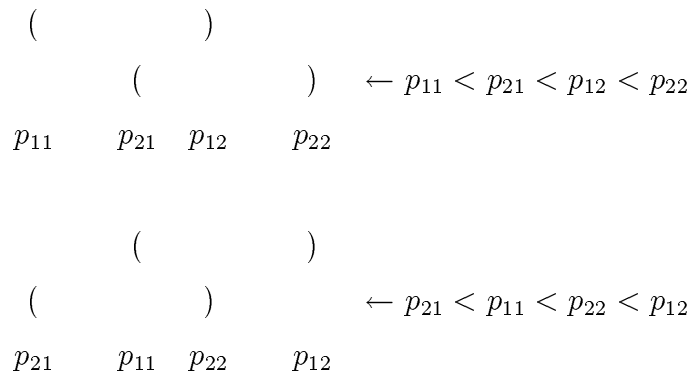 ( )
( ) ← p₁₁ < p₂₁ < p₁₂ < p₂₂
p₁₁ p₂₁ p₁₂ p₂₂
( )
( ) ← p₂₁ < p₁₁ < p₂₂ < p₁₂
p₂₁ p₁₁ p₂₂ p₁₂